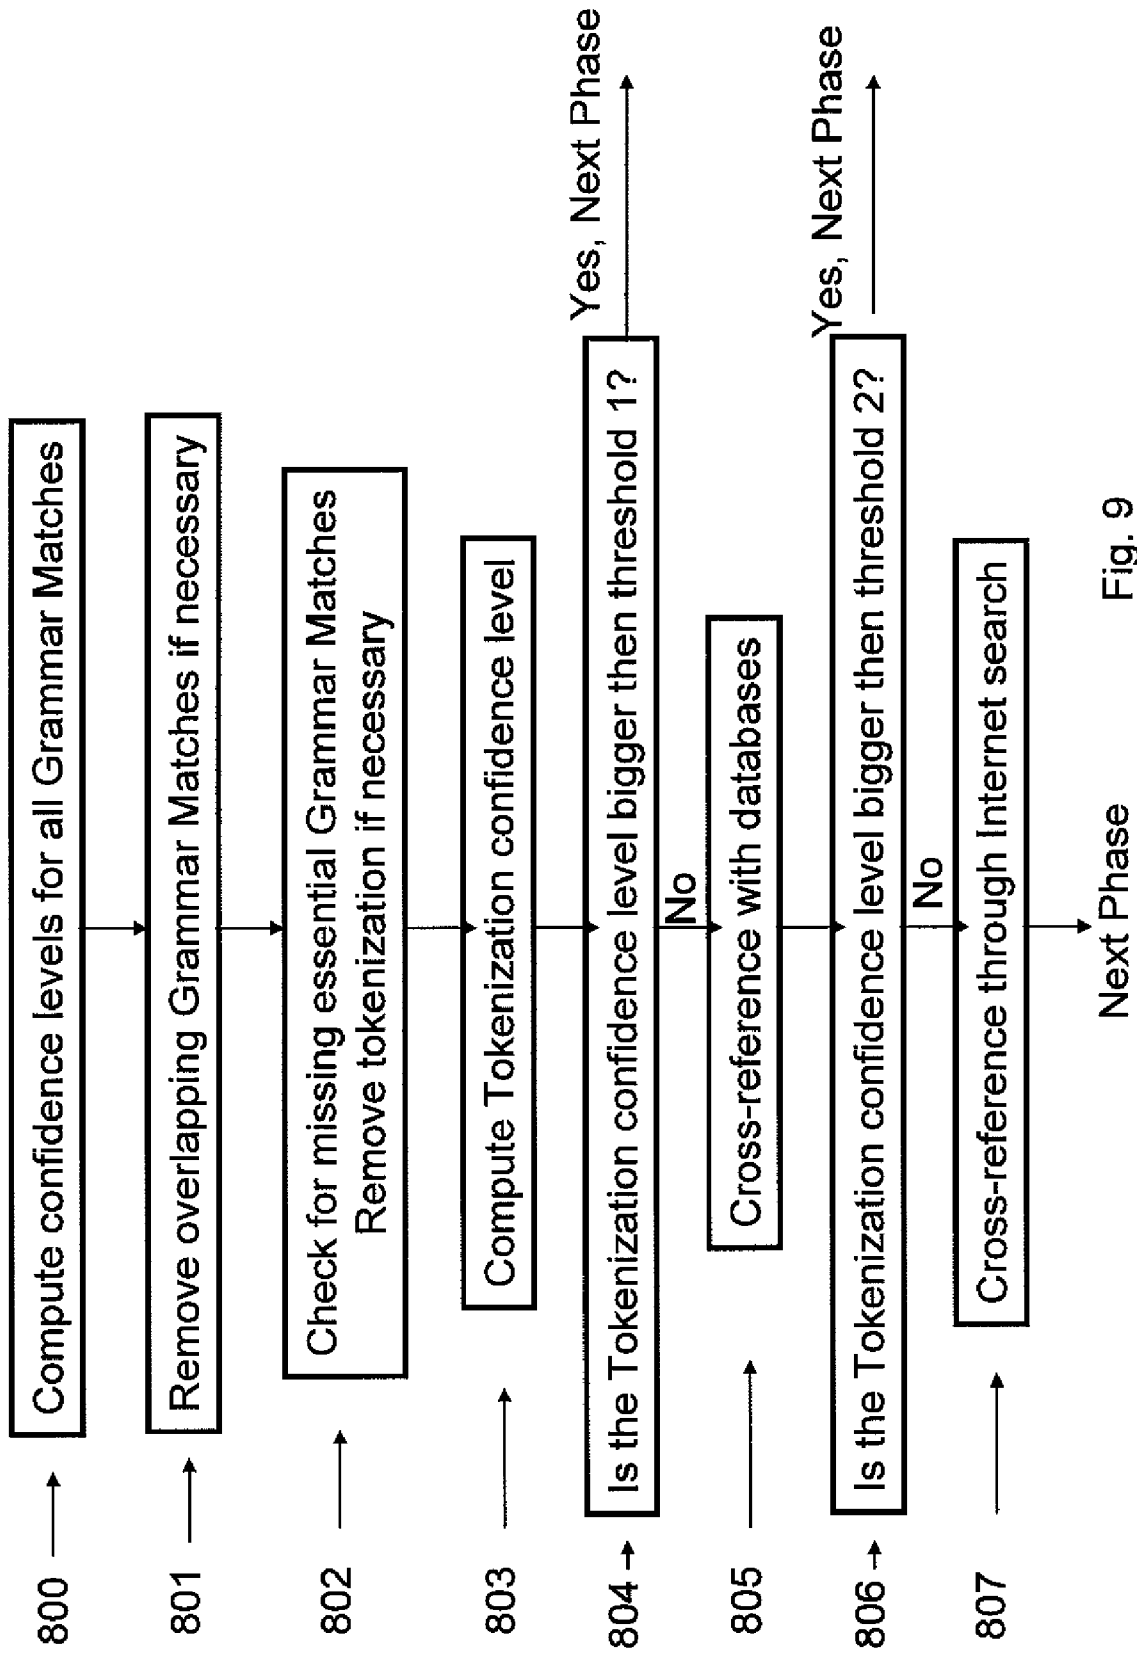 800
Compute confidence levels for all Grammar Matches
801
Remove overlapping Grammar Matches if necessary
802
Check for missing essential Grammar Matches
Remove tokenization if necessary
803
Compute Tokenization confidence level
804
Is the Tokenization confidence level bigger then threshold 1?
Yes, Next Phase
No
805
Cross-reference with databases
806
Is the Tokenization confidence level bigger then threshold 2?
Yes, Next Phase
No
807
Cross-reference through Internet search
Next Phase
Fig. 9